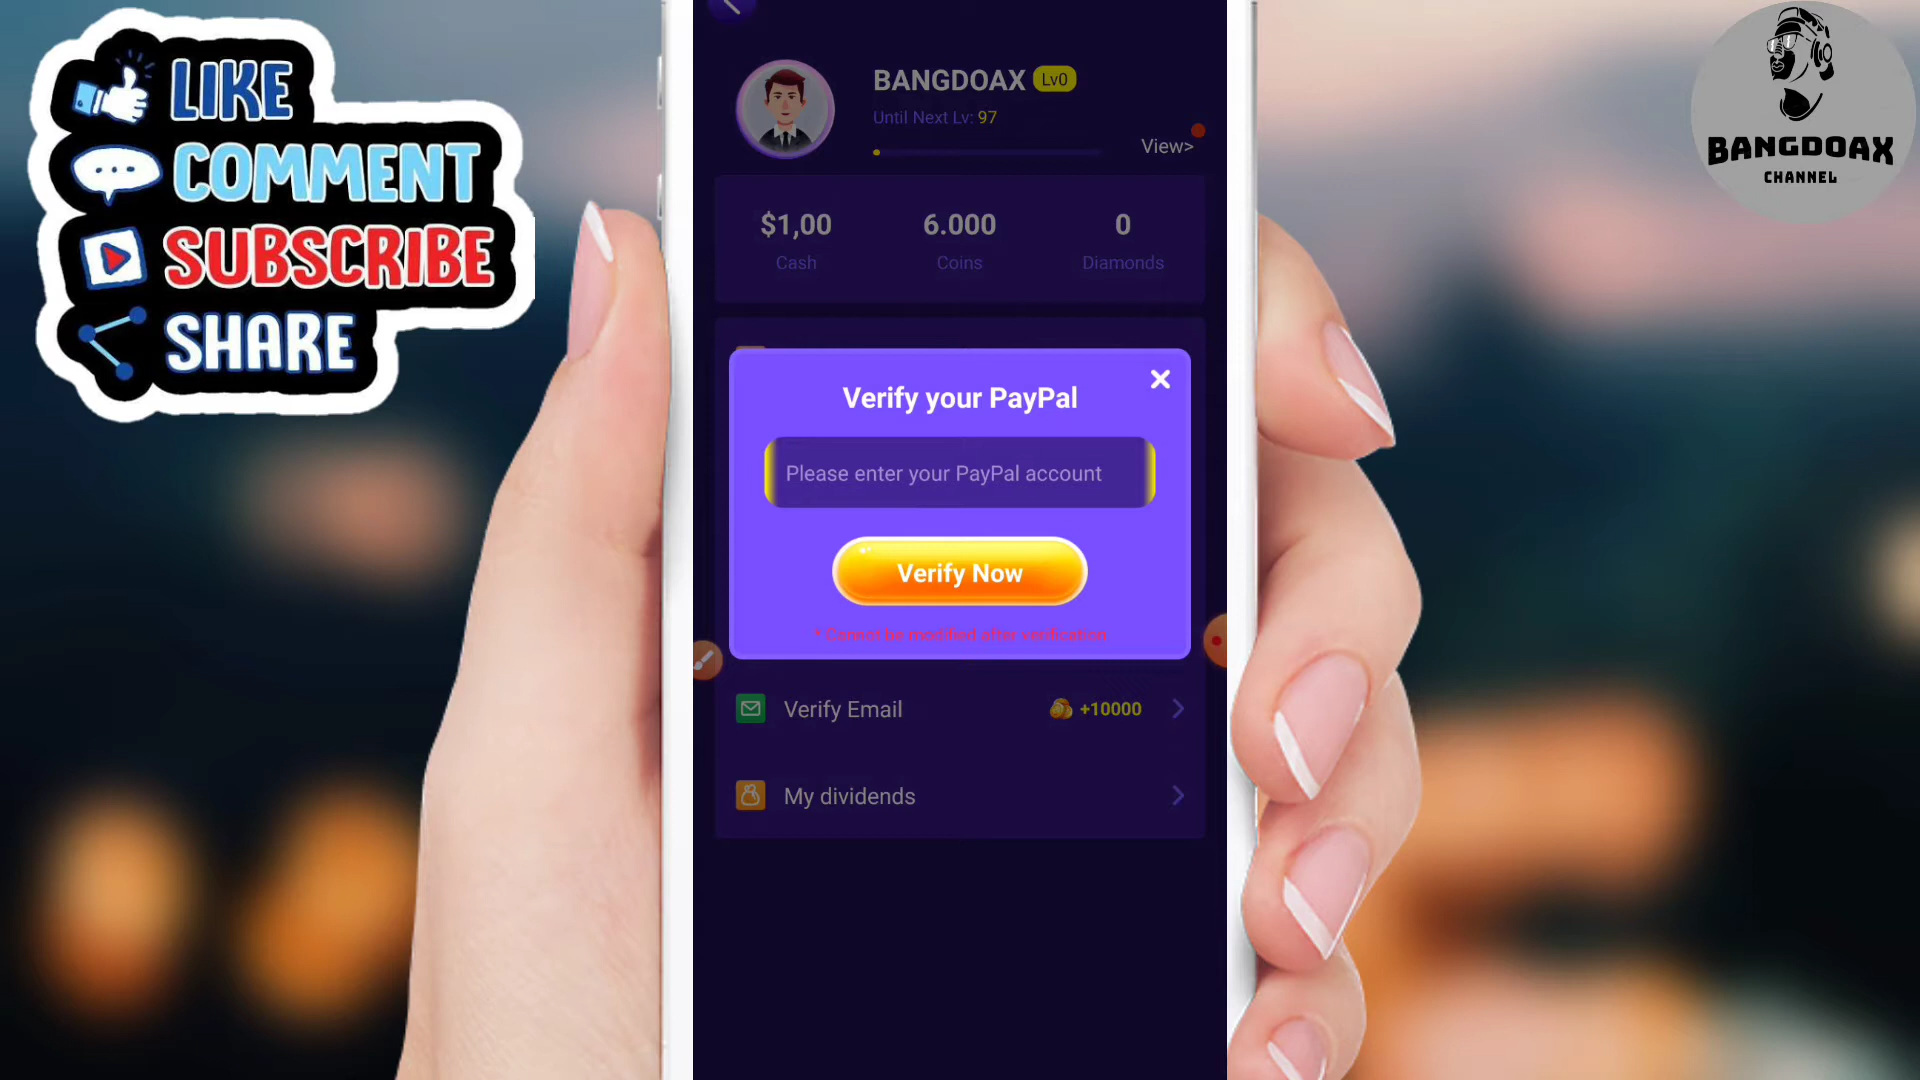 LIKE
COMMENT
SUBSCRIBE
SHARE
BANGDOAX Lv0
Until Next Lv: 97
View>
$1,00
Cash
6.000
Coins
0
Diamonds
Verify your PayPal
Please enter your PayPal account
Verify Now
* Cannot be modified after verification
Verify Email
+10000
My dividends
BANGDOAX
CHANNEL